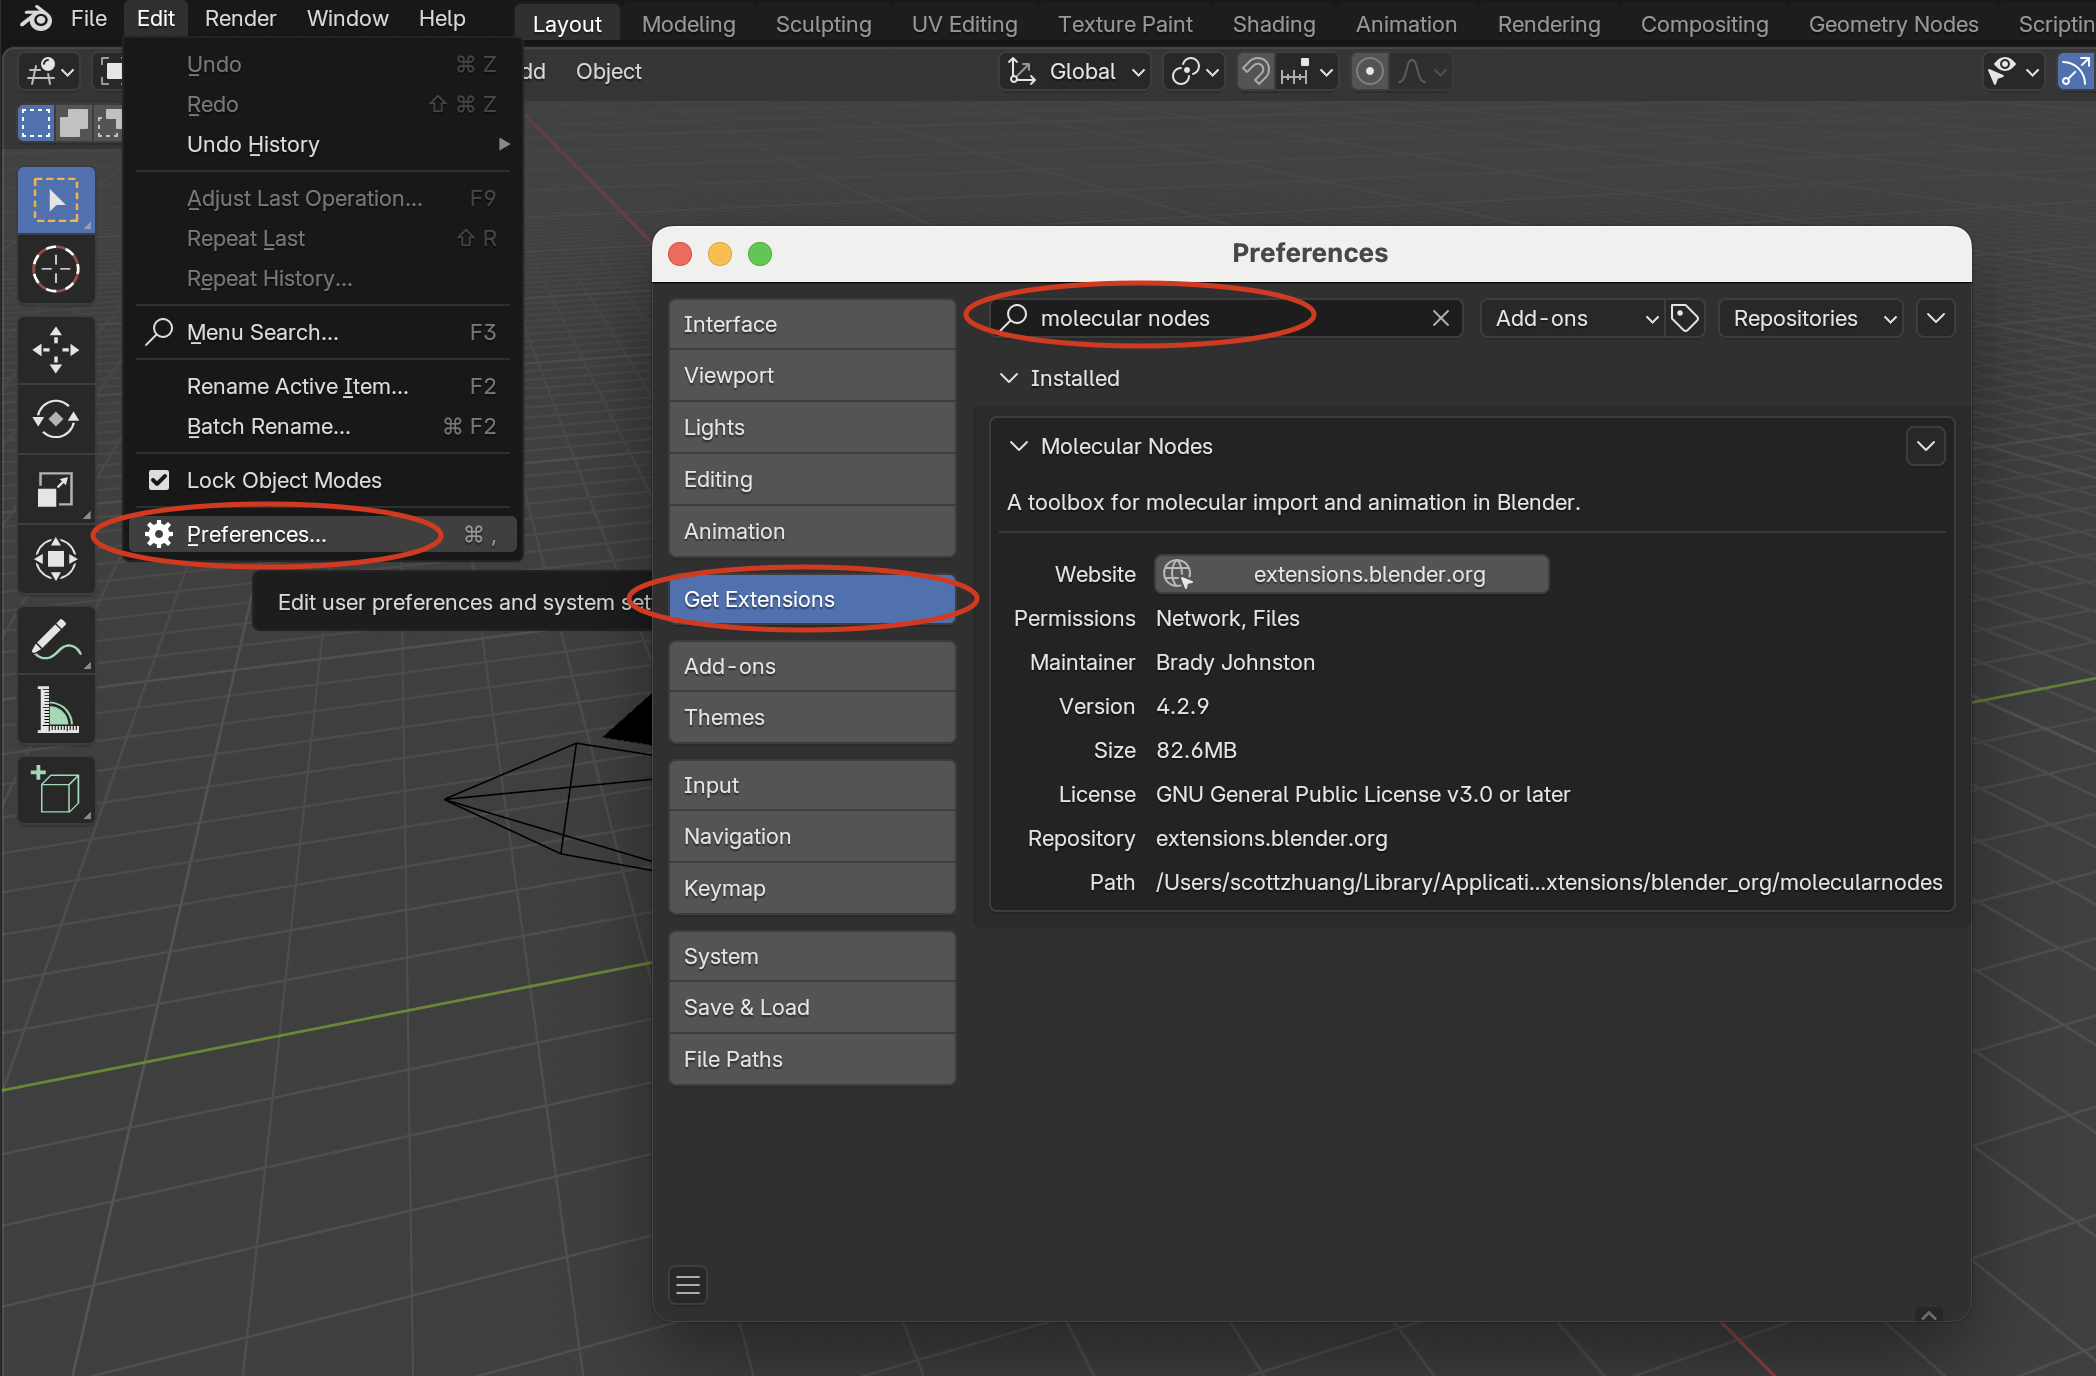 File Edit Render Window Help Layout Modeling Sculpting UV Editing Texture Paint Shading Animation Rendering Compositing Geometry Nodes Scriptin
dd Object Global
Undo ⌘ Z
Redo ⇧ ⌘ Z
Undo History
Adjust Last Operation... F9
Repeat Last ⇧ R
Repeat History...
Menu Search... F3
Rename Active Item... F2
Batch Rename... ⌘ F2
Lock Object Modes
Preferences... ⌘ ,
Edit user preferences and system set
Preferences
Interface
Viewport
Lights
Editing
Animation
Get Extensions
Add-ons
Themes
Input
Navigation
Keymap
System
Save & Load
File Paths
molecular nodes Add-ons Repositories
Installed
Molecular Nodes
A toolbox for molecular import and animation in Blender.
Website extensions.blender.org
Permissions Network, Files
Maintainer Brady Johnston
Version 4.2.9
Size 82.6MB
License GNU General Public License v3.0 or later
Repository extensions.blender.org
Path /Users/scottzhuang/Library/Applicati...xtensions/blender_org/molecularnodes